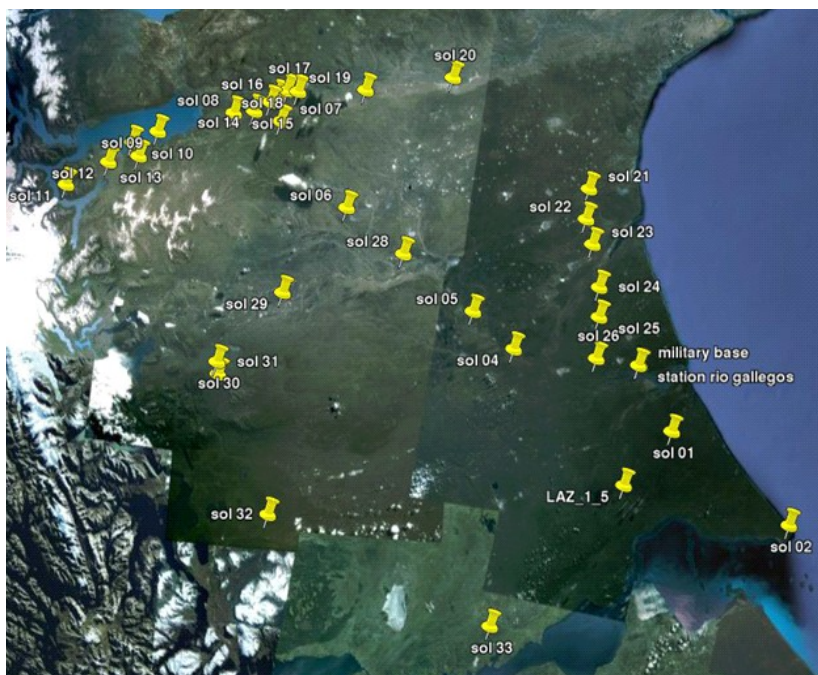 sol 20
sol 17
sol 16
sol 19
sol 08
sol 18
sol 07
sol 14
sol 15
sol 09
sol 10
sol 12
sol 13
sol 11
sol 21
sol 06
sol 22
sol 23
sol 28
sol 24
sol 29
sol 05
sol 25
sol 26
military base
sol 04
sol 31
station rio gallegos
sol 30
sol 01
LAZ_1_5
sol 32
sol 02
sol 33